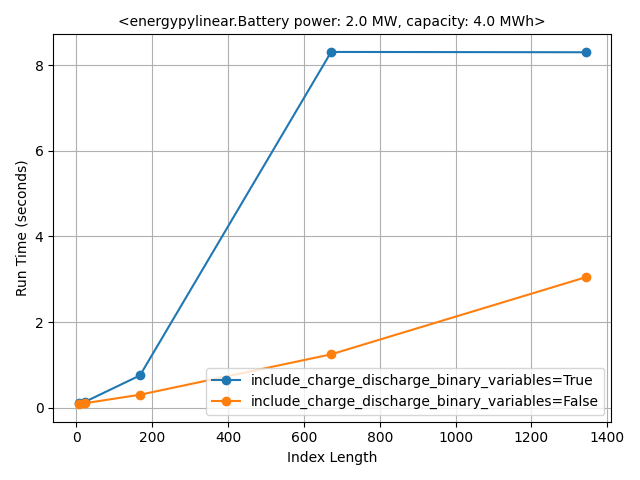 <energypylinear.Battery power: 2.0 MW, capacity: 4.0 MWh>
8
6
4
2
0
Run Time (seconds)
include_charge_discharge_binary_variables=True
include_charge_discharge_binary_variables=False
0 200 400 600 800 1000 1200 1400
Index Length